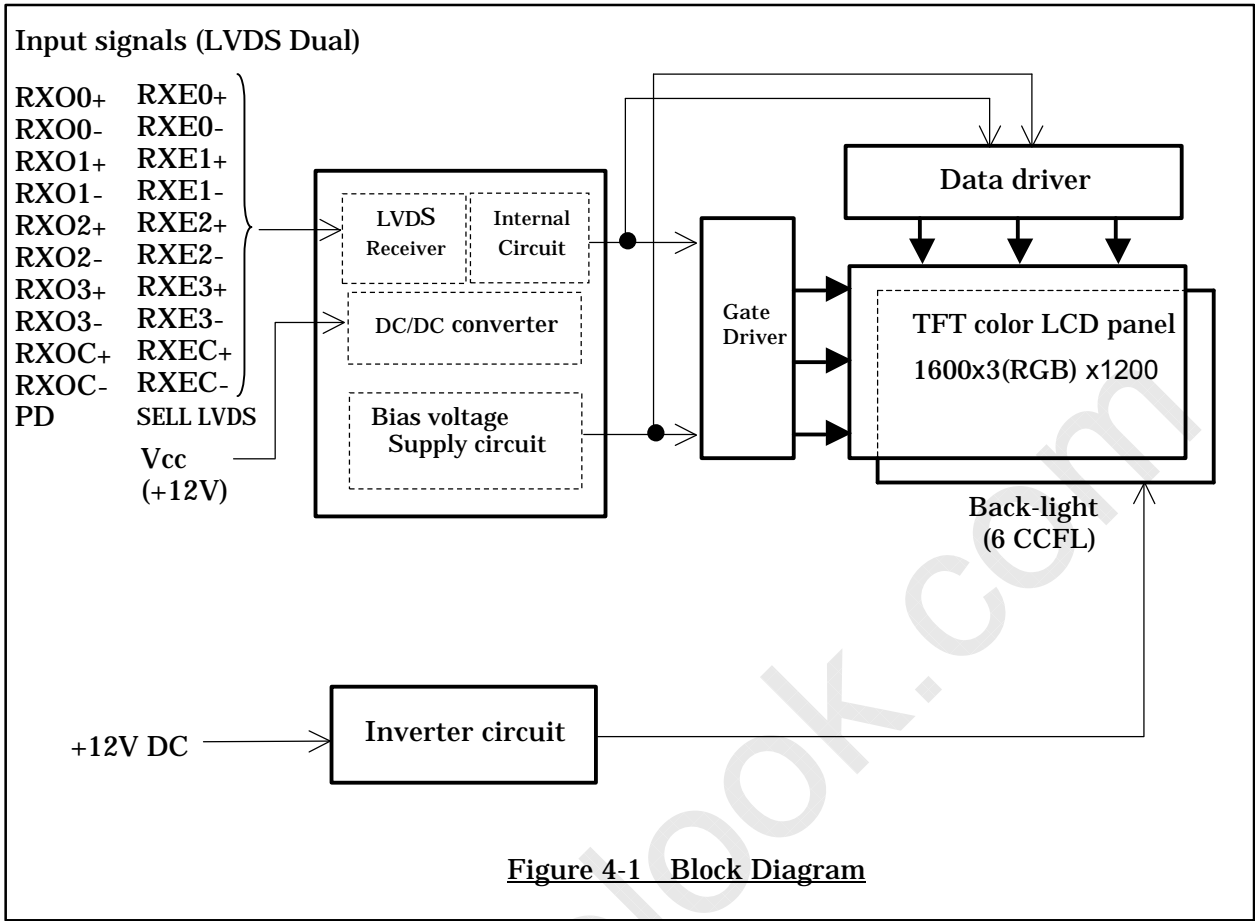 Input signals (LVDS Dual)
RXO0+ RXE0+
RXO0- RXE0-
RXO1+ RXE1+
RXO1- RXE1-
RXO2+ RXE2+
RXO2- RXE2-
RXO3+ RXE3+
RXO3- RXE3-
RXOC+ RXEC+
RXOC- RXEC-
PD SELL LVDS
Vcc
(+12V)
LVDS
Receiver
Internal
Circuit
DC/DC converter
Bias voltage
Supply circuit
Gate
Driver
Data driver
TFT color LCD panel
1600x3(RGB) x1200
Back-light
(6 CCFL)
+12V DC
Inverter circuit
Figure 4-1 Block Diagram
look.com